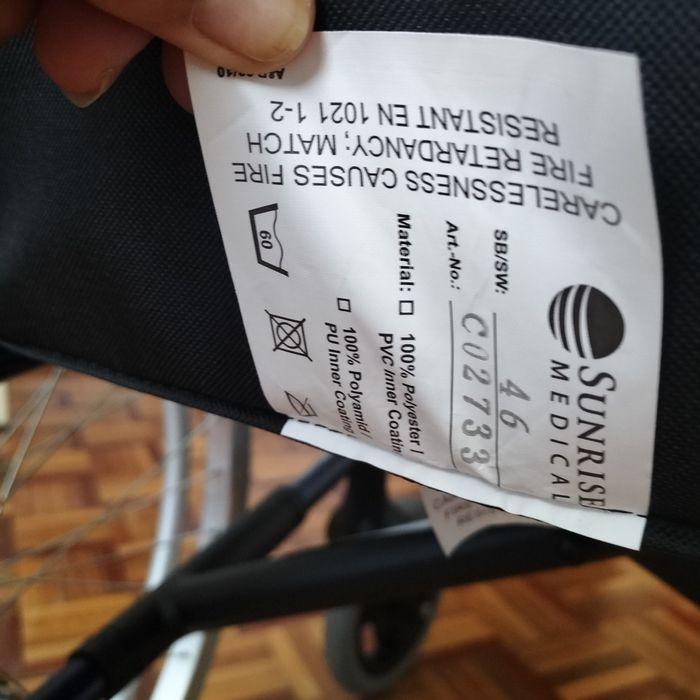 SUNRISE
MEDICAL
SB/SW: 46
Art.-No.: C02733
Material: ☐ 100% Polyester /
PVC Inner Coatin
☐ 100% Polyamid /
PU Inner Coating
60
CARELESSNESS CAUSES FIRE
FIRE RETARDANCY; MATCH
RESISTANT EN 1021 1-2